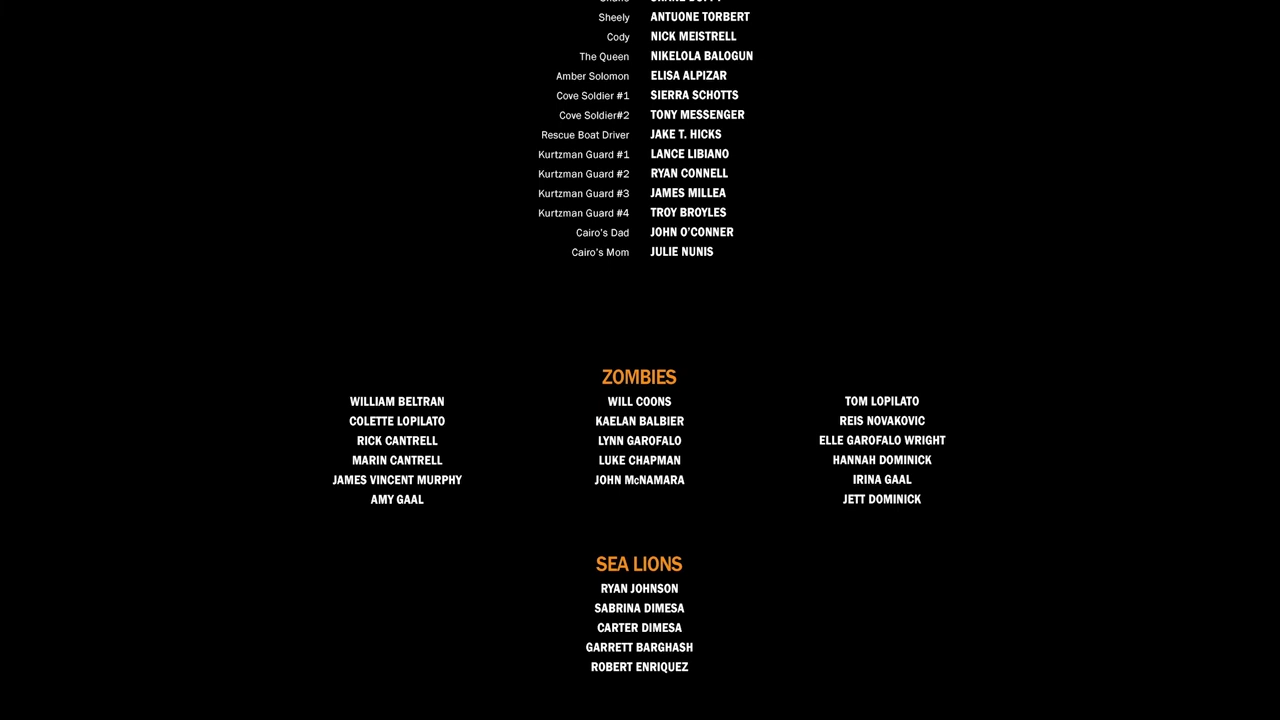 Sheely ANTUONE TORBERT
Cody NICK MEISTRELL
The Queen NIKELOLA BALOGUN
Amber Solomon ELISA ALPIZAR
Cove Soldier #1 SIERRA SCHOTTS
Cove Soldier#2 TONY MESSENGER
Rescue Boat Driver JAKE T. HICKS
Kurtzman Guard #1 LANCE LIBIANO
Kurtzman Guard #2 RYAN CONNELL
Kurtzman Guard #3 JAMES MILLEA
Kurtzman Guard #4 TROY BROYLES
Cairo's Dad JOHN O'CONNER
Cairo's Mom JULIE NUNIS
ZOMBIES
WILLIAM BELTRAN WILL COONS TOM LOPILATO
COLETTE LOPILATO KAELAN BALBIER REIS NOVAKOVIC
RICK CANTRELL LYNN GAROFALO ELLE GAROFALO WRIGHT
MARIN CANTRELL LUKE CHAPMAN HANNAH DOMINICK
JAMES VINCENT MURPHY JOHN McNAMARA IRINA GAAL
AMY GAAL JETT DOMINICK
SEA LIONS
RYAN JOHNSON
SABRINA DIMESA
CARTER DIMESA
GARRETT BARGHASH
ROBERT ENRIQUEZ